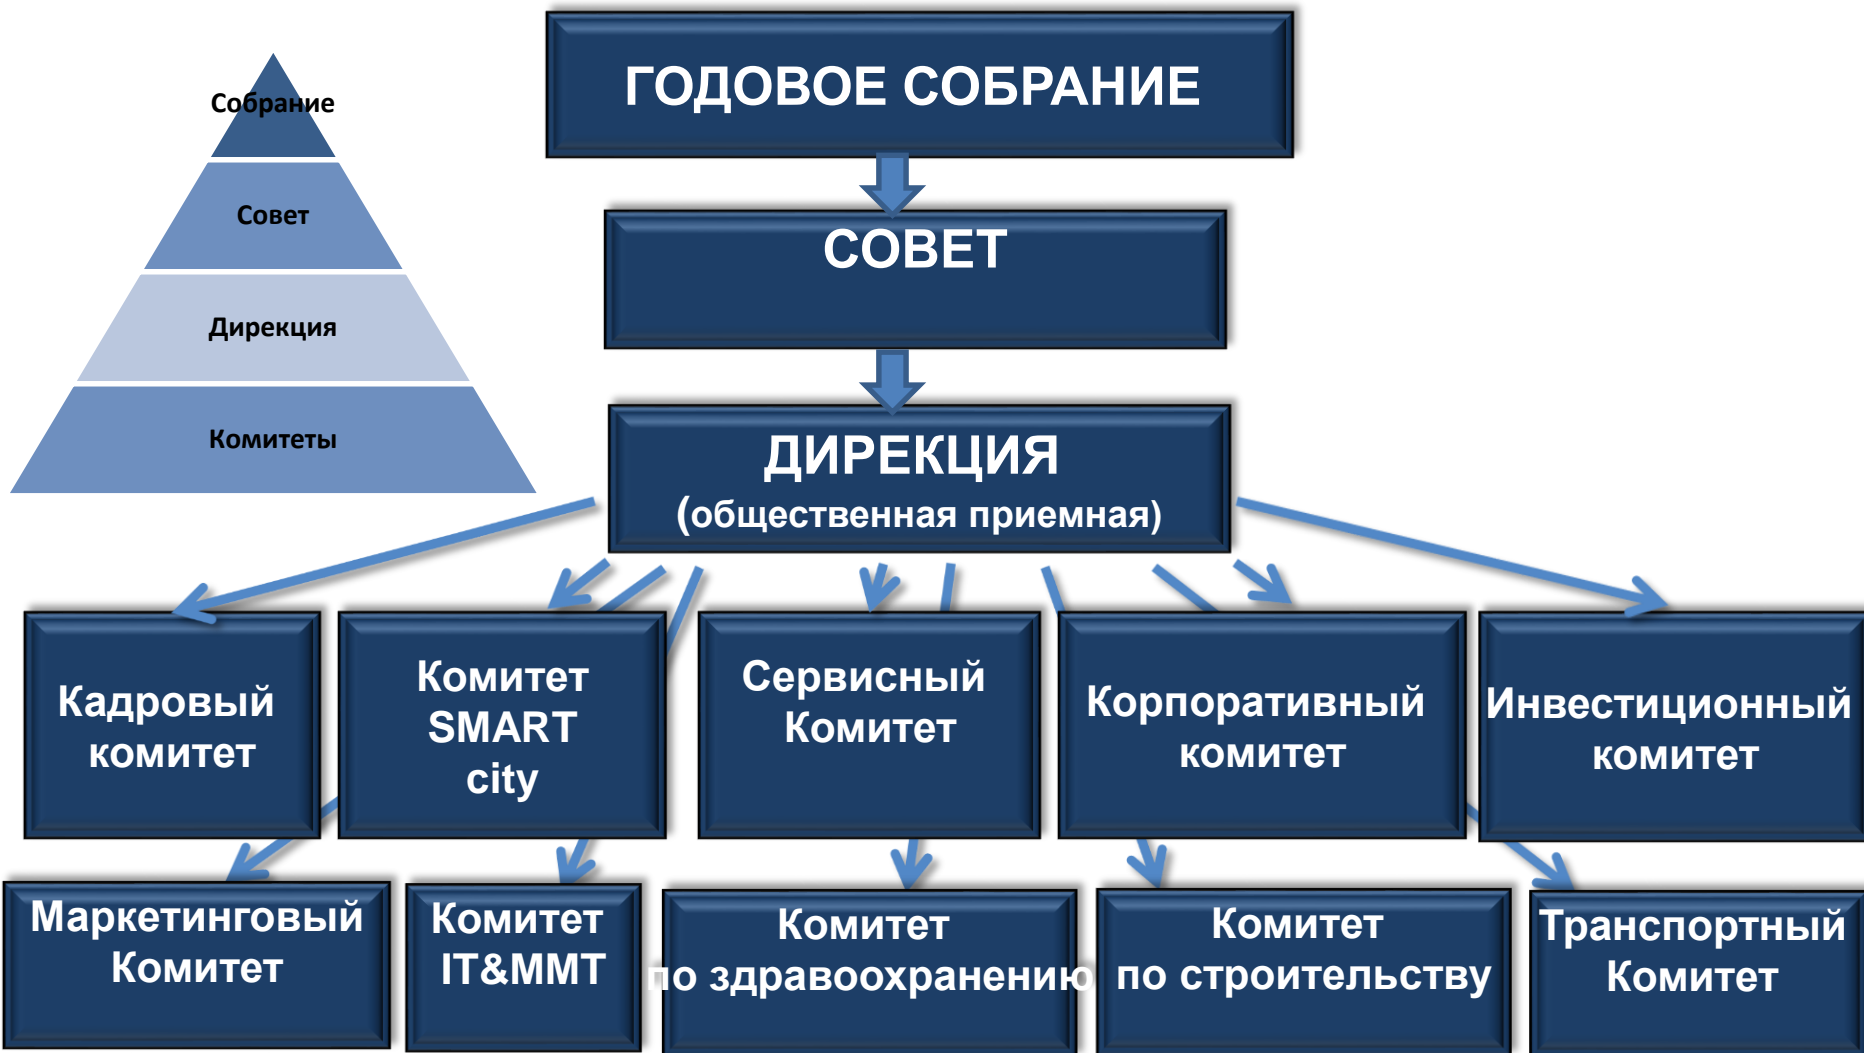 Собрание
Совет
Дирекция
Комитеты
ГОДОВОЕ СОБРАНИЕ
СОВЕТ
ДИРЕКЦИЯ
(общественная приемная)
Кадровый
комитет
Комитет
SMART
city
Сервисный
Комитет
Корпоративный
комитет
Инвестиционный
комитет
Маркетинговый
Комитет
Комитет
IT&MMT
Комитет
по здравоохранению
Комитет
по строительству
Транспортный
Комитет